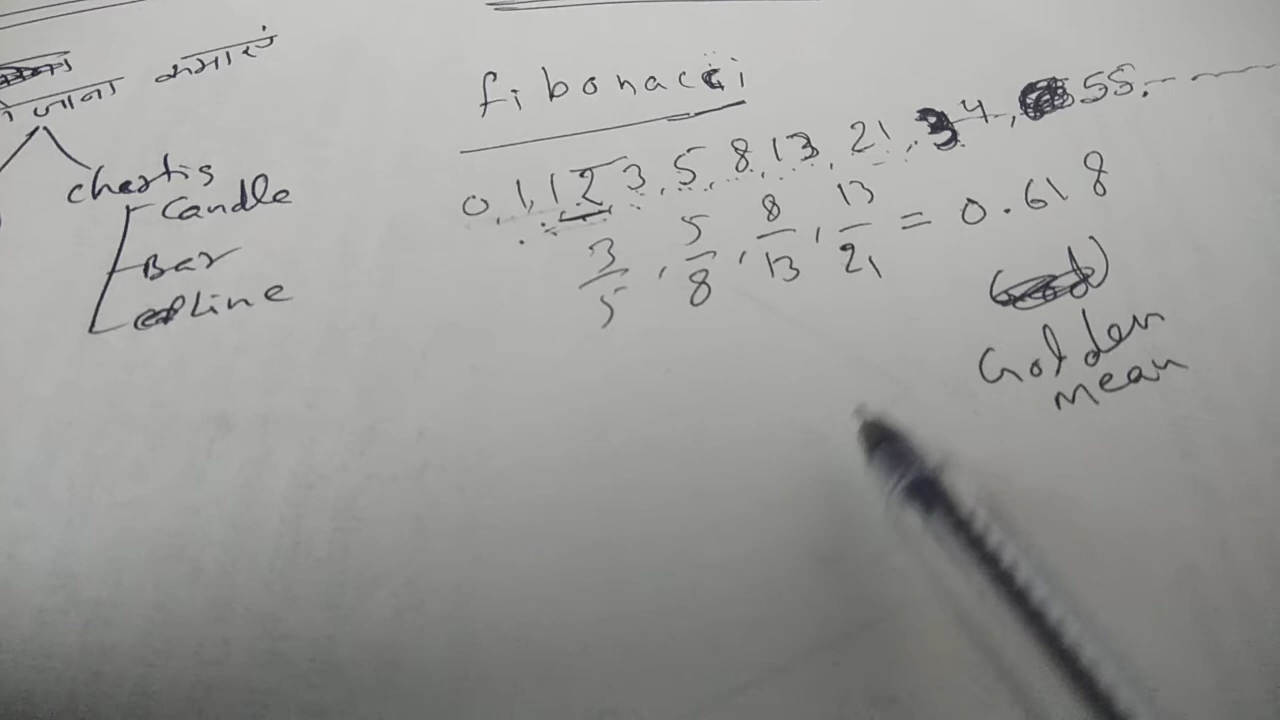 जाना कमाएं
chartis
Candle
Bar
Line
fibonacci
0, 1, 1, 2, 3, 5, 8, 13, 21, 34, 55, - ----
3/5, 5/8, 8/13, 13/21 = 0.618
Golden
mean